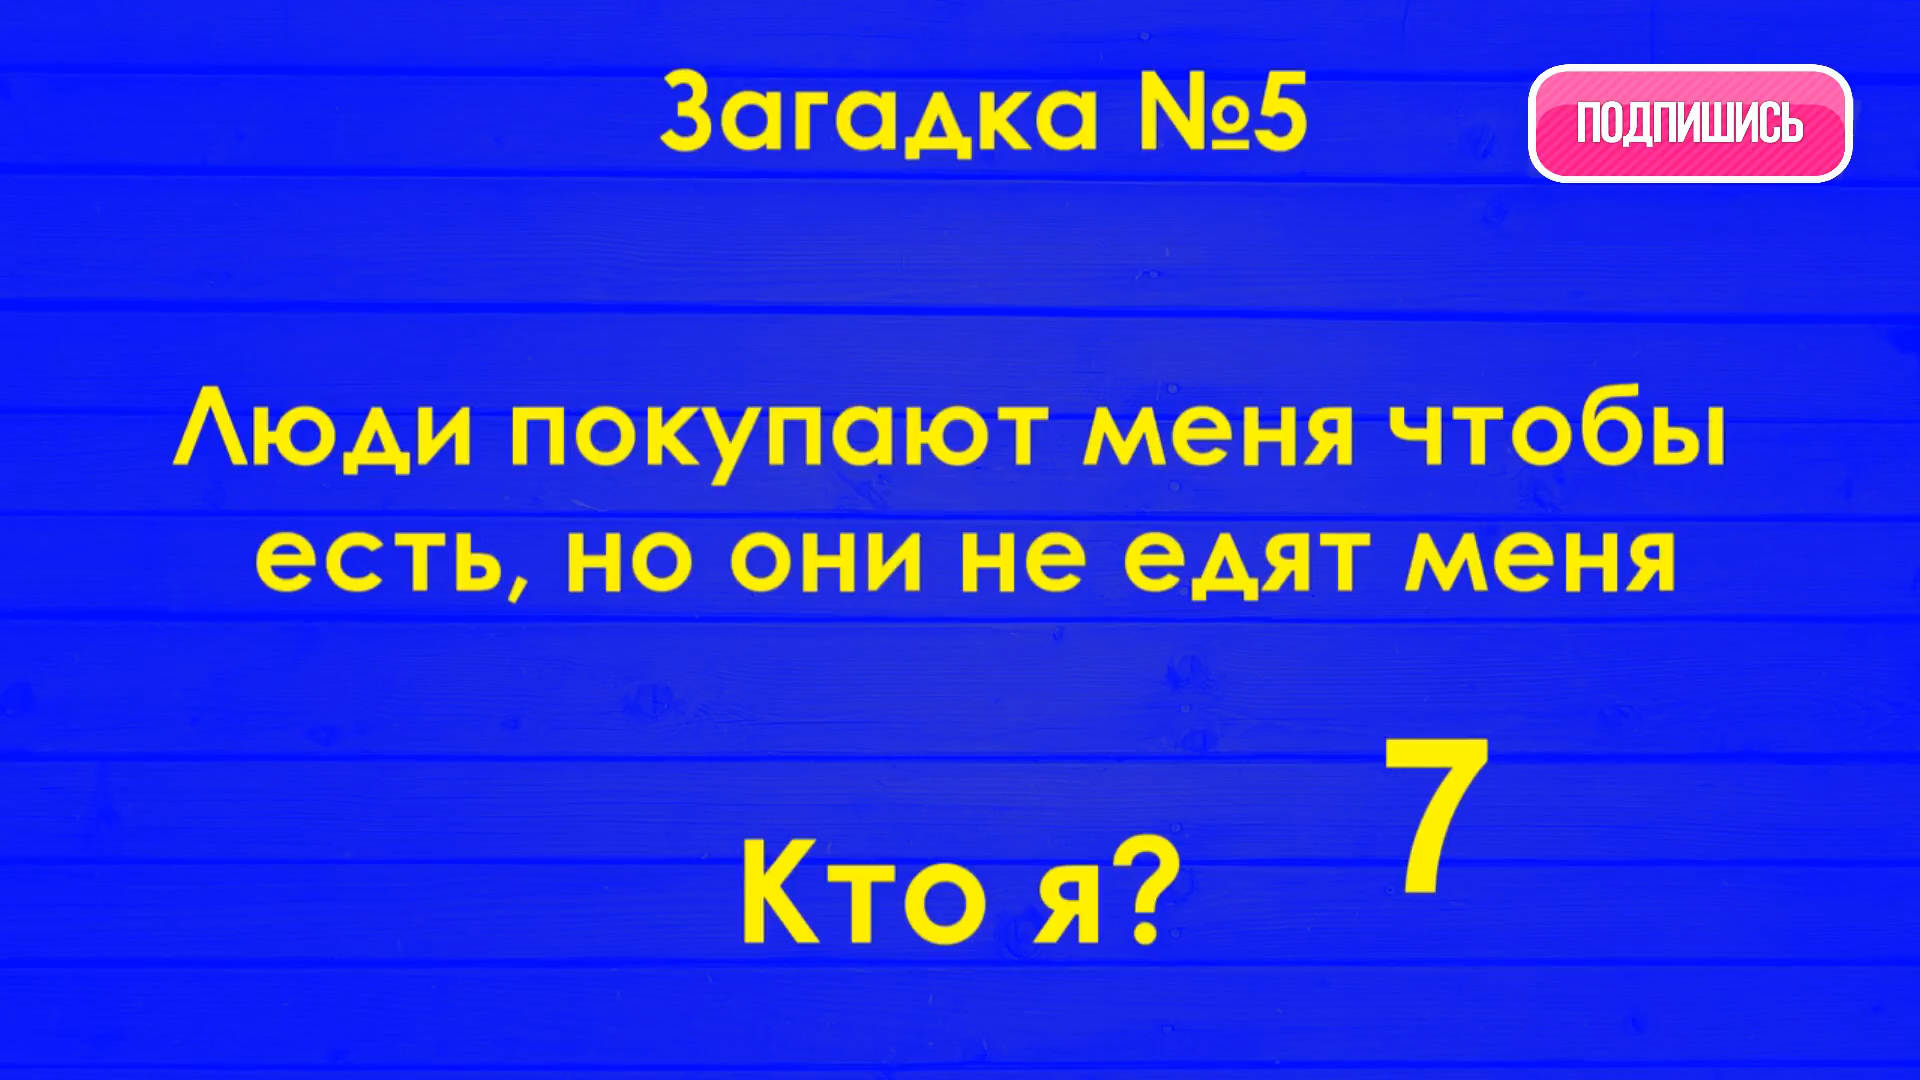 Загадка №5
ПОДПИШИСЬ
Люди покупают меня чтобы
есть, но они не едят меня
7
Кто я?